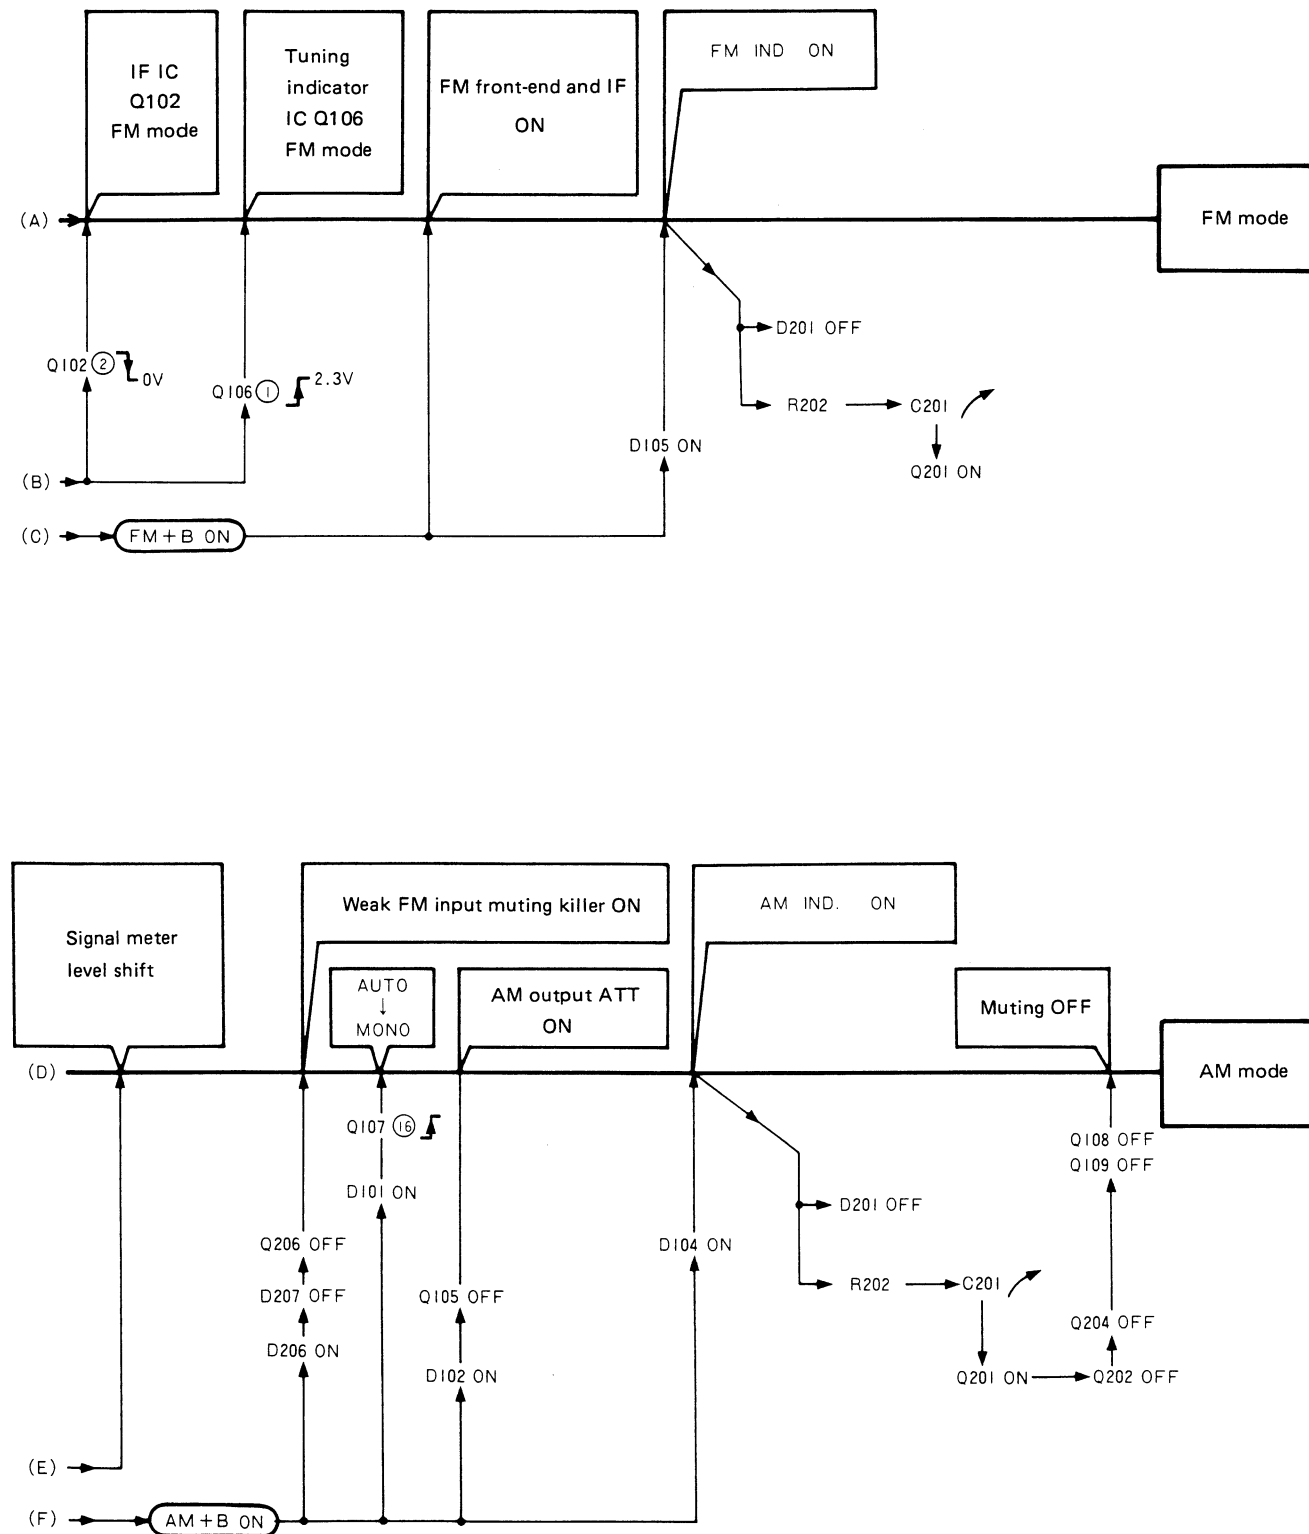 IF IC
Q102
FM mode
Tuning
indicator
IC Q106
FM mode
FM front-end and IF
ON
FM IND ON
(A)
FM mode
D201 OFF
Q102 ② 0V
Q106 ① 2.3V
R202
C201
D105 ON
Q201 ON
(B)
(C)
FM+B ON
Signal meter
level shift
Weak FM input muting killer ON
AUTO
↓
MONO
AM output ATT
ON
AM IND. ON
Muting OFF
(D)
AM mode
Q107 ⑯
Q108 OFF
Q109 OFF
D101 ON
D201 OFF
Q206 OFF
D104 ON
D207 OFF
Q105 OFF
R202
C201
Q204 OFF
D206 ON
D102 ON
Q201 ON
Q202 OFF
(E)
(F)
AM+B ON